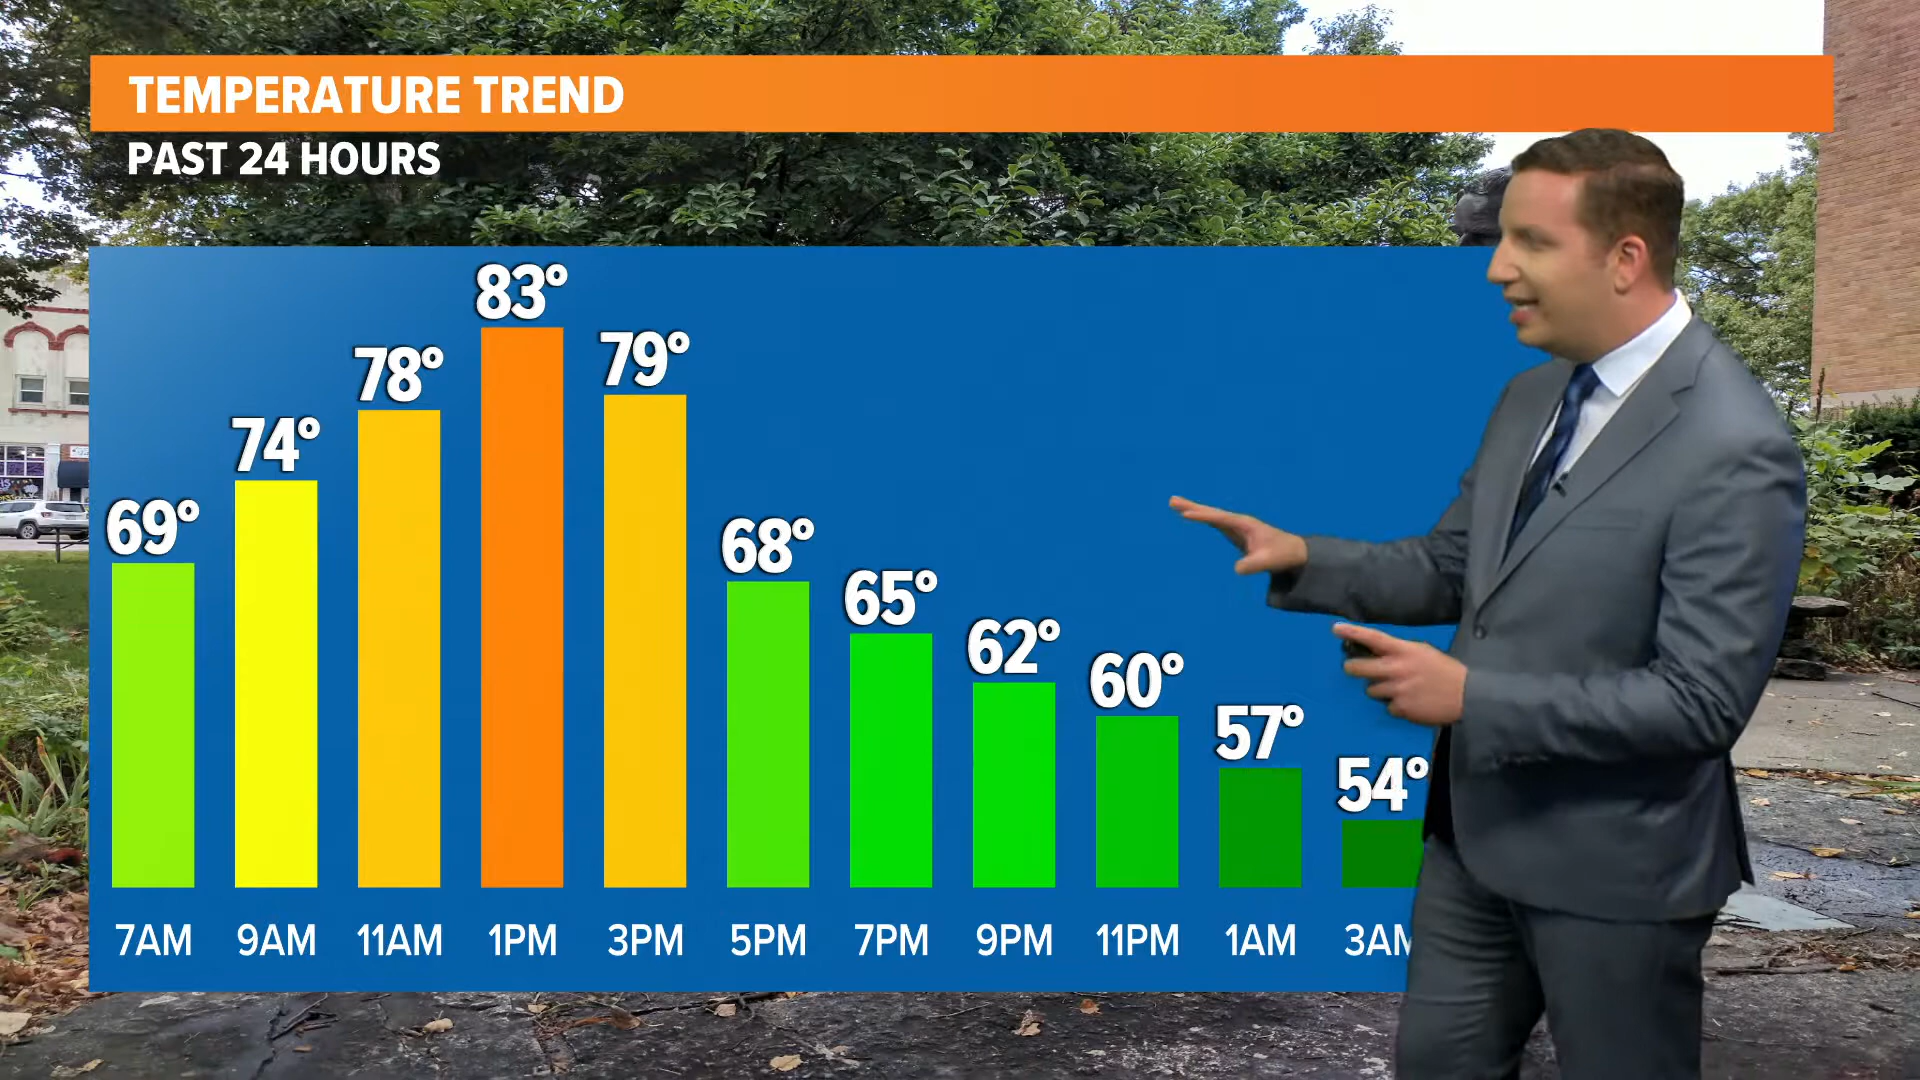 TEMPERATURE TREND
PAST 24 HOURS
69° 74° 78° 83° 79° 68° 65° 62° 60° 57° 54°
7AM 9AM 11AM 1PM 3PM 5PM 7PM 9PM 11PM 1AM 3AM